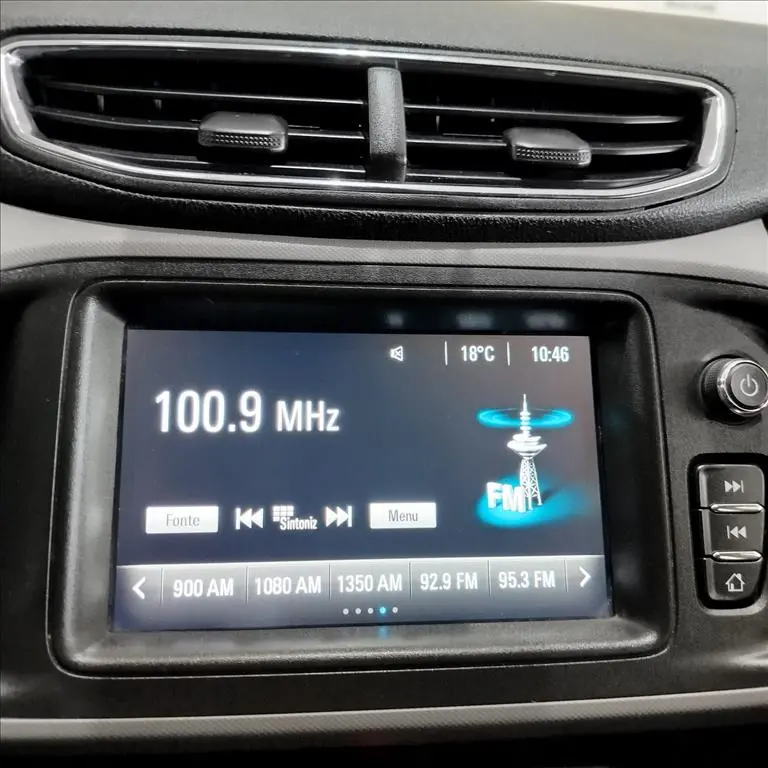 18°C 10:46
100.9 MHz
FM
Fonte Sintoniz Menu
900 AM 1080 AM 1350 AM 92.9 FM 95.3 FM